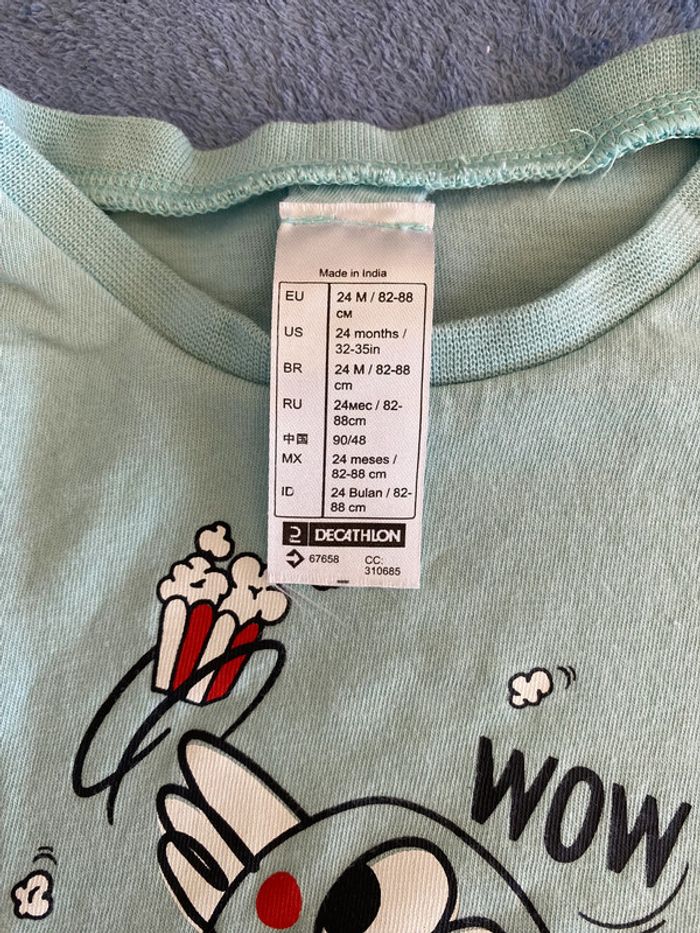 Made in India
EU 24 M / 82-88
CM
US 24 months /
32-35in
BR 24 M / 82-88
cm
RU 24мес / 82-
88cm
中国 90/48
MX 24 meses /
82-88 cm
ID 24 Bulan / 82-
88 cm
DECATHLON
67658 CC:
310685
WOW